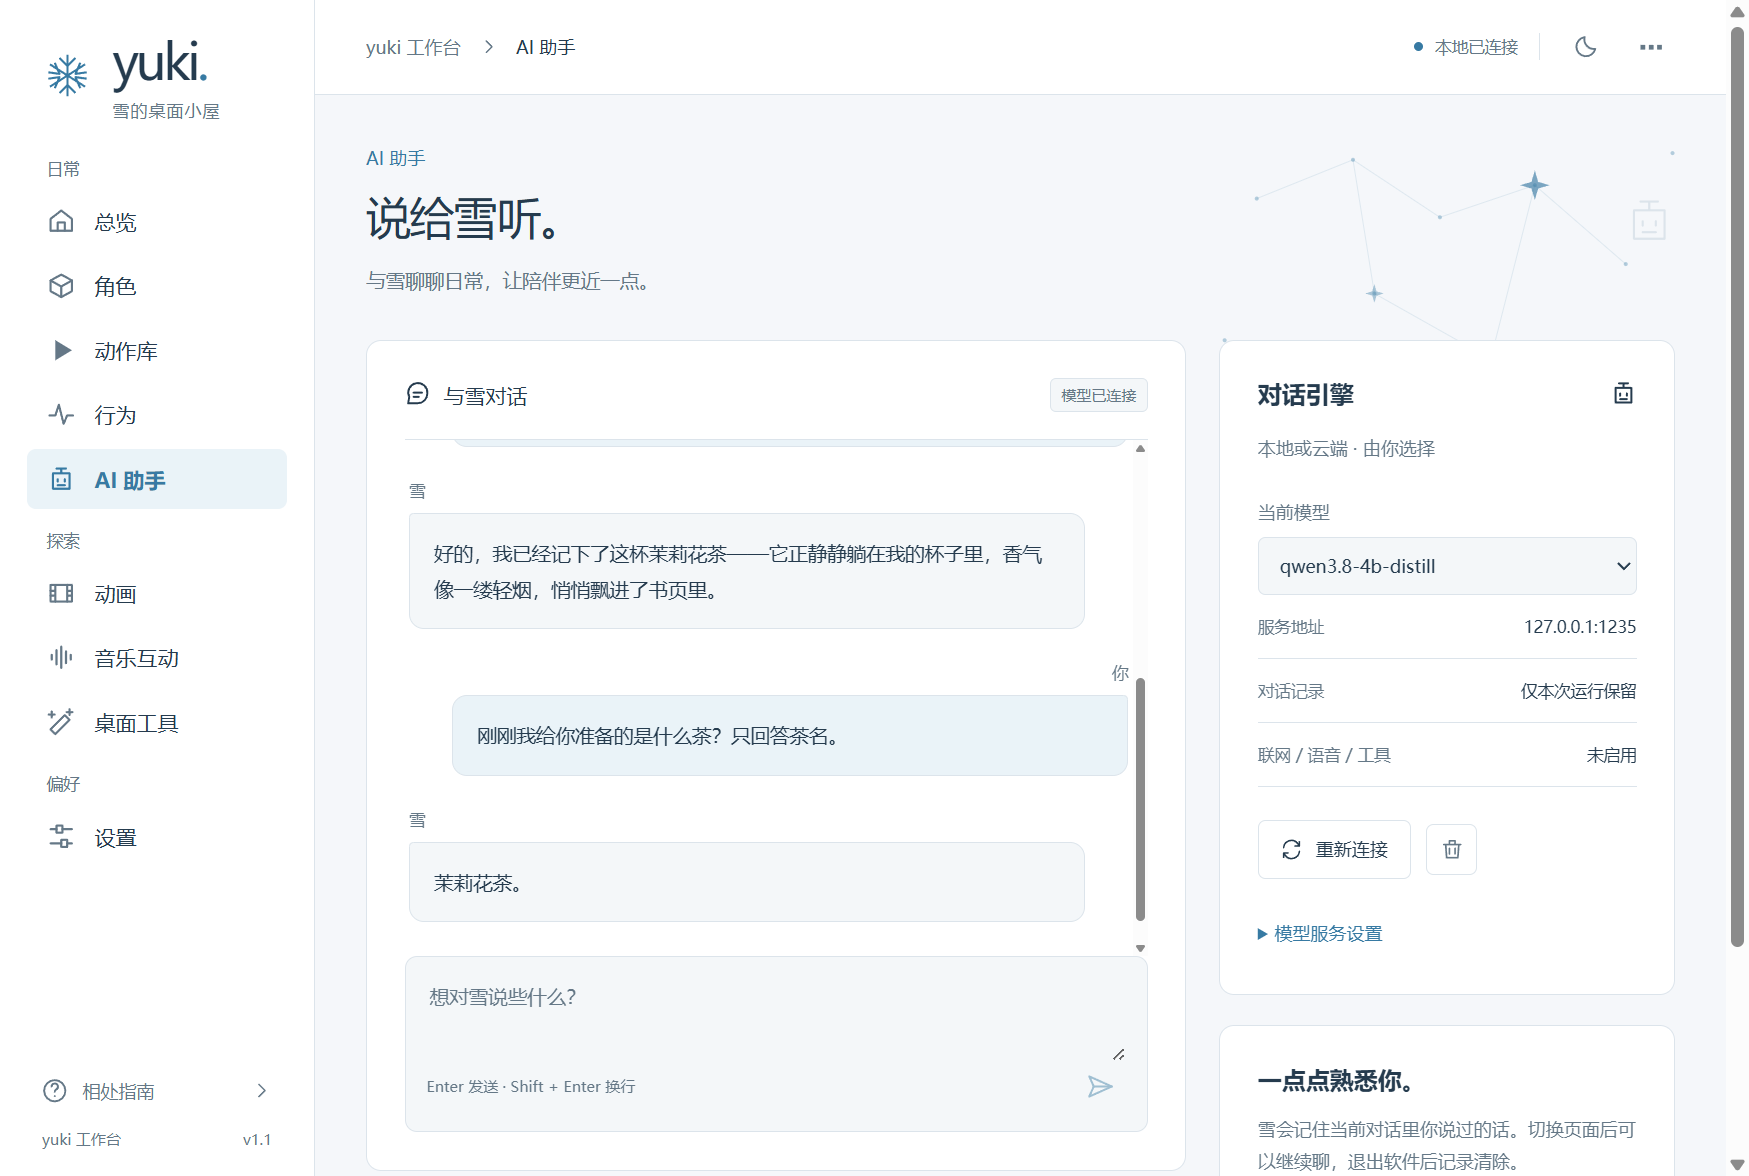 yuki.
雪的桌面小屋
日常
总览
角色
动作库
行为
AI 助手
探索
动画
音乐互动
桌面工具
偏好
设置
相处指南
yuki 工作台 v1.1
yuki 工作台 AI 助手
本地已连接
AI 助手
说给雪听。
与雪聊聊日常，让陪伴更近一点。
与雪对话
模型已连接
雪
好的，我已经记下了这杯茉莉花茶——它正静静躺在我的杯子里，香气
像一缕轻烟，悄悄飘进了书页里。
你
刚刚我给你准备的是什么茶？只回答茶名。
雪
茉莉花茶。
想对雪说些什么？
Enter 发送 · Shift + Enter 换行
对话引擎
本地或云端 · 由你选择
当前模型
qwen3.8-4b-distill
服务地址 127.0.0.1:1235
对话记录 仅本次运行保留
联网 / 语音 / 工具 未启用
重新连接
模型服务设置
一点点熟悉你。
雪会记住当前对话里你说过的话。切换页面后可
以继续聊，退出软件后记录清除。